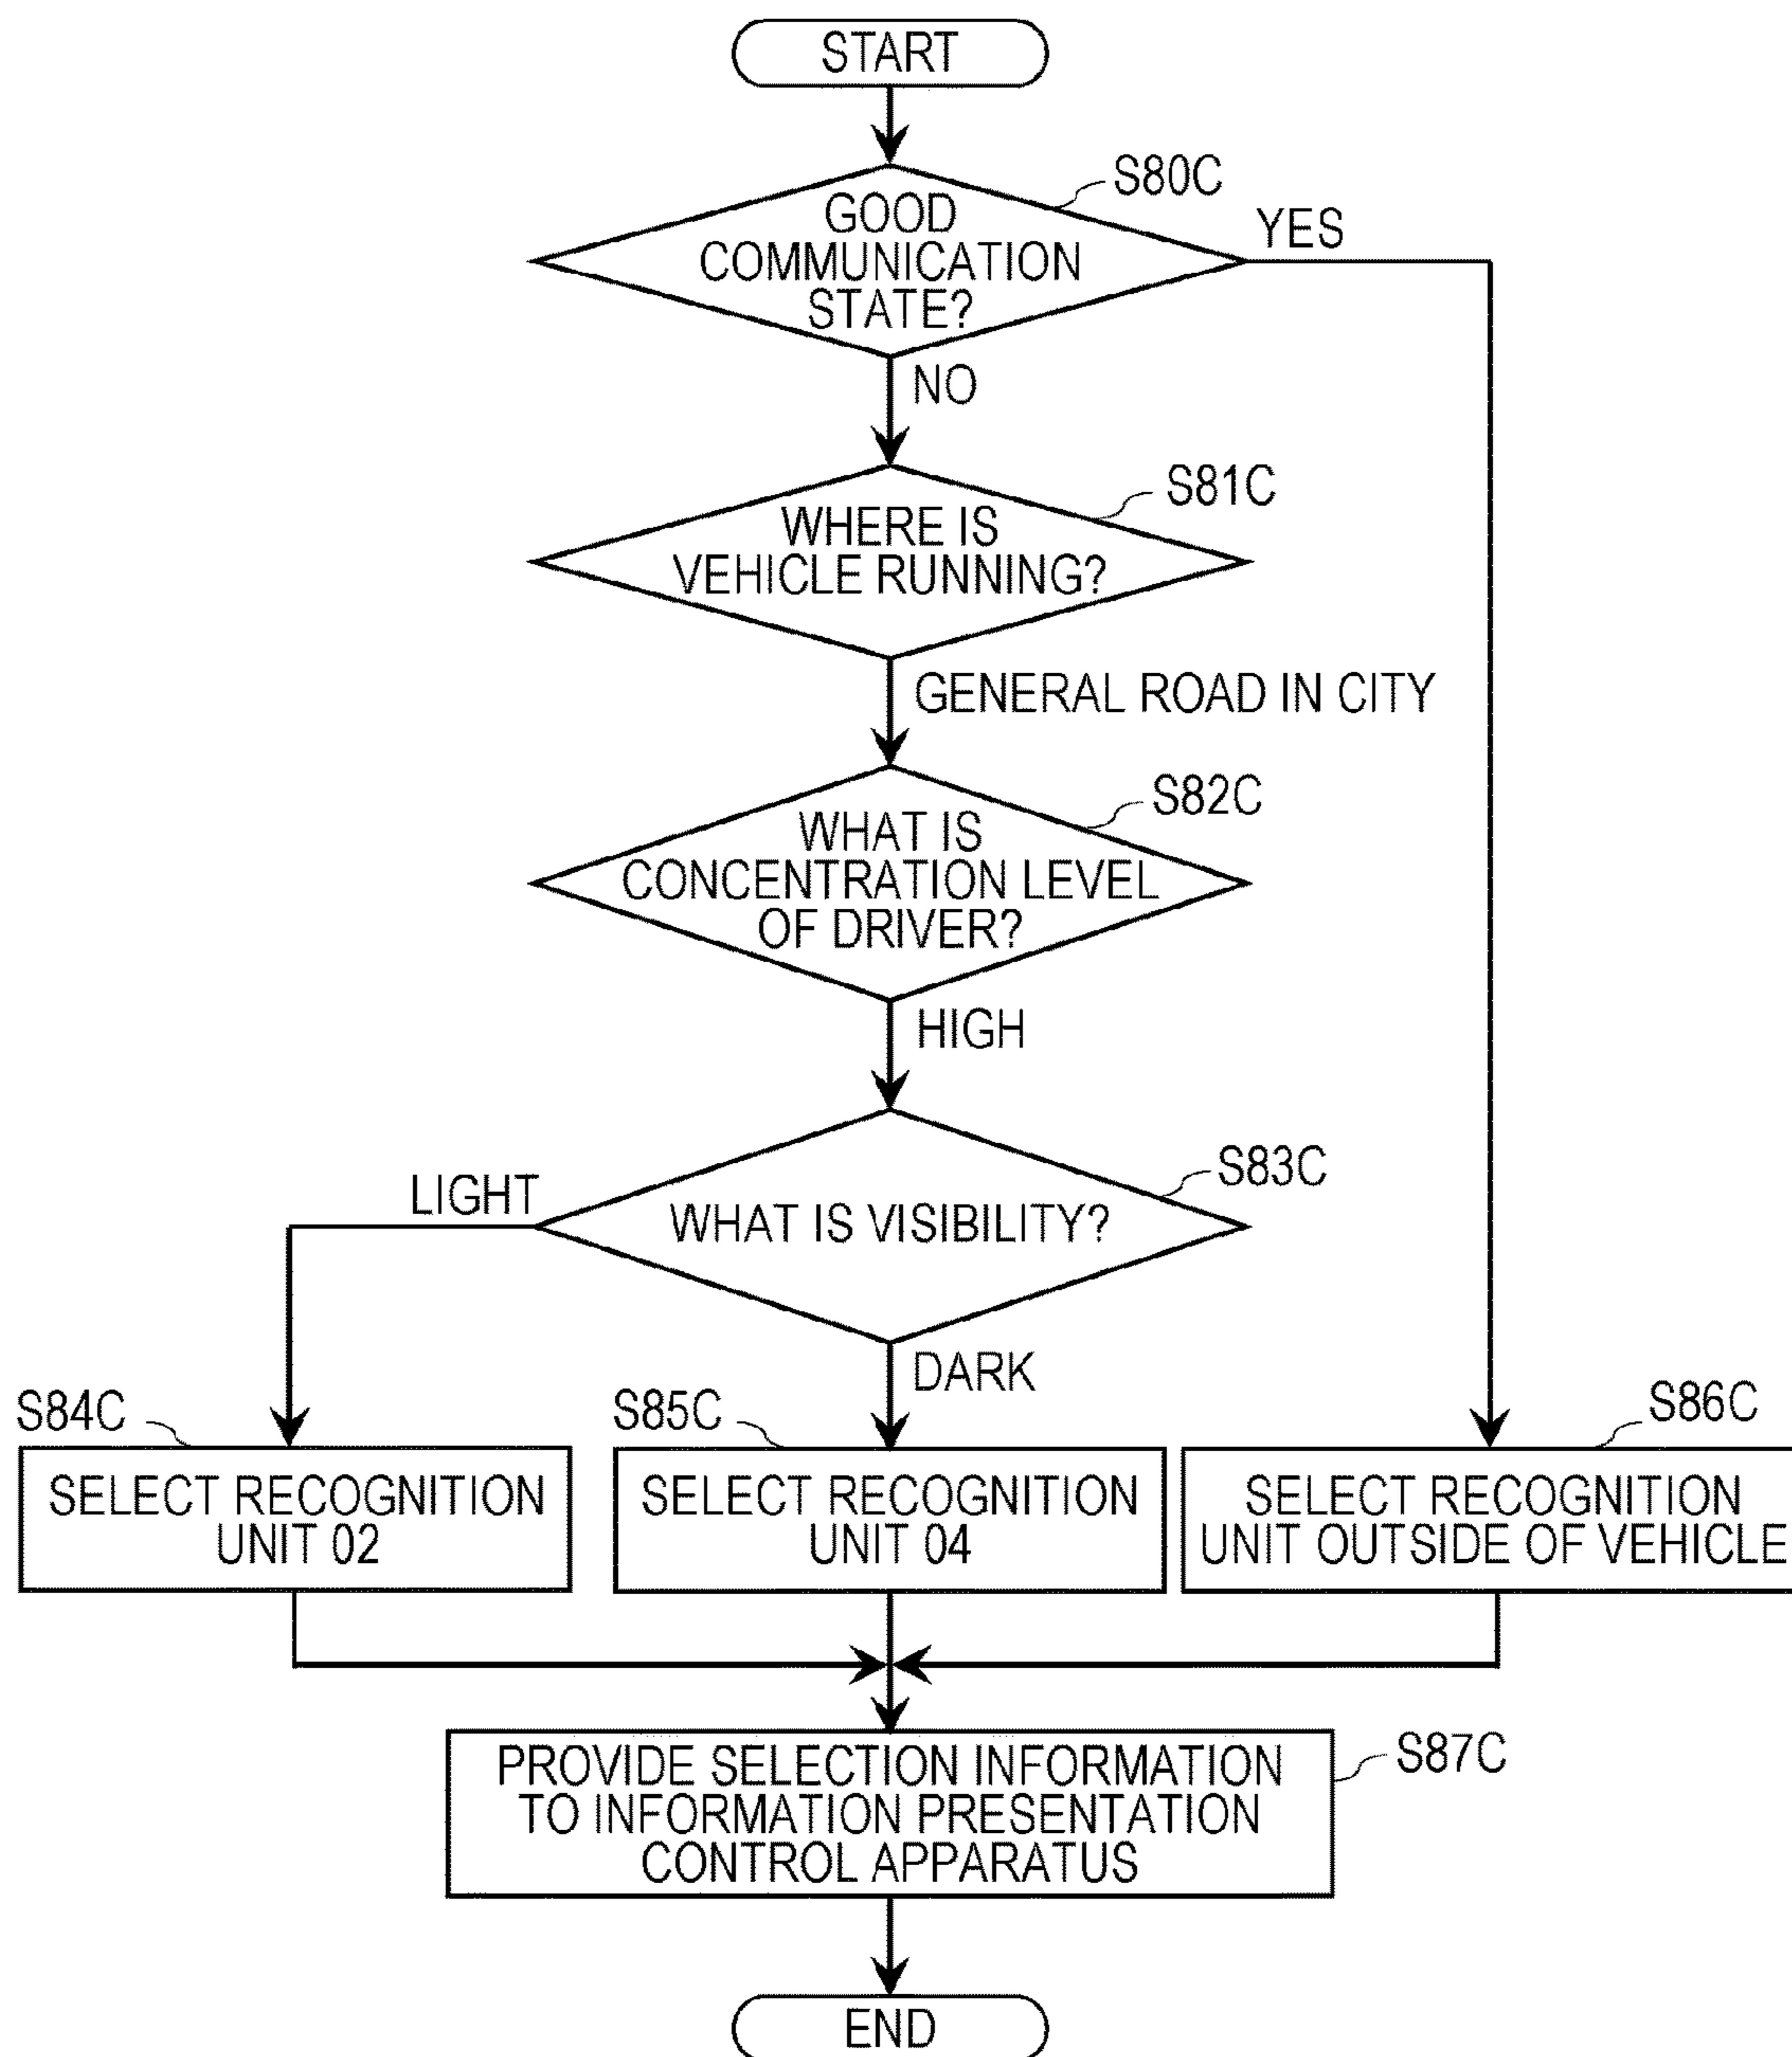 START
S80C
GOOD
COMMUNICATION
STATE?
YES
NO
S81C
WHERE IS
VEHICLE RUNNING?
GENERAL ROAD IN CITY
S82C
WHAT IS
CONCENTRATION LEVEL
OF DRIVER?
HIGH
S83C
LIGHT
WHAT IS VISIBILITY?
DARK
S84C
SELECT RECOGNITION
UNIT 02
S85C
SELECT RECOGNITION
UNIT 04
S86C
SELECT RECOGNITION
UNIT OUTSIDE OF VEHICLE
S87C
PROVIDE SELECTION INFORMATION
TO INFORMATION PRESENTATION
CONTROL APPARATUS
END